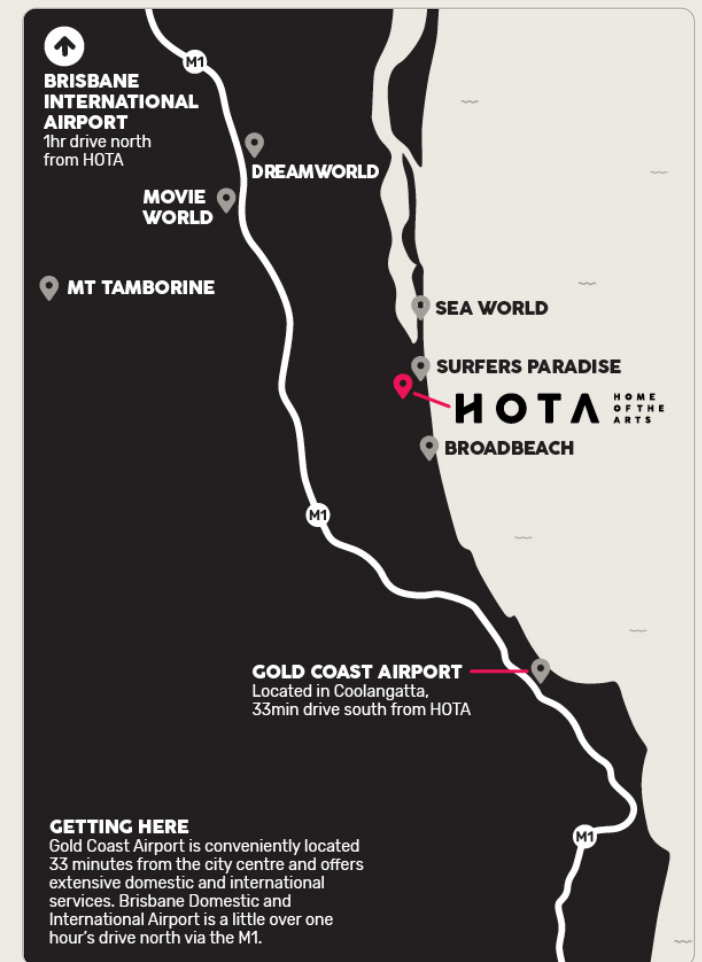 M1
BRISBANE
INTERNATIONAL
AIRPORT
1hr drive north
from HOTA
DREAMWORLD
MOVIE
WORLD
MT TAMBORINE
SEA WORLD
SURFERS PARADISE
HOTA
HOME
OF THE
ARTS
BROADBEACH
M1
GOLD COAST AIRPORT
Located in Coolangatta,
33min drive south from HOTA
GETTING HERE
Gold Coast Airport is conveniently located
33 minutes from the city centre and offers
extensive domestic and international
services. Brisbane Domestic and
International Airport is a little over one
hour's drive north via the M1.
M1